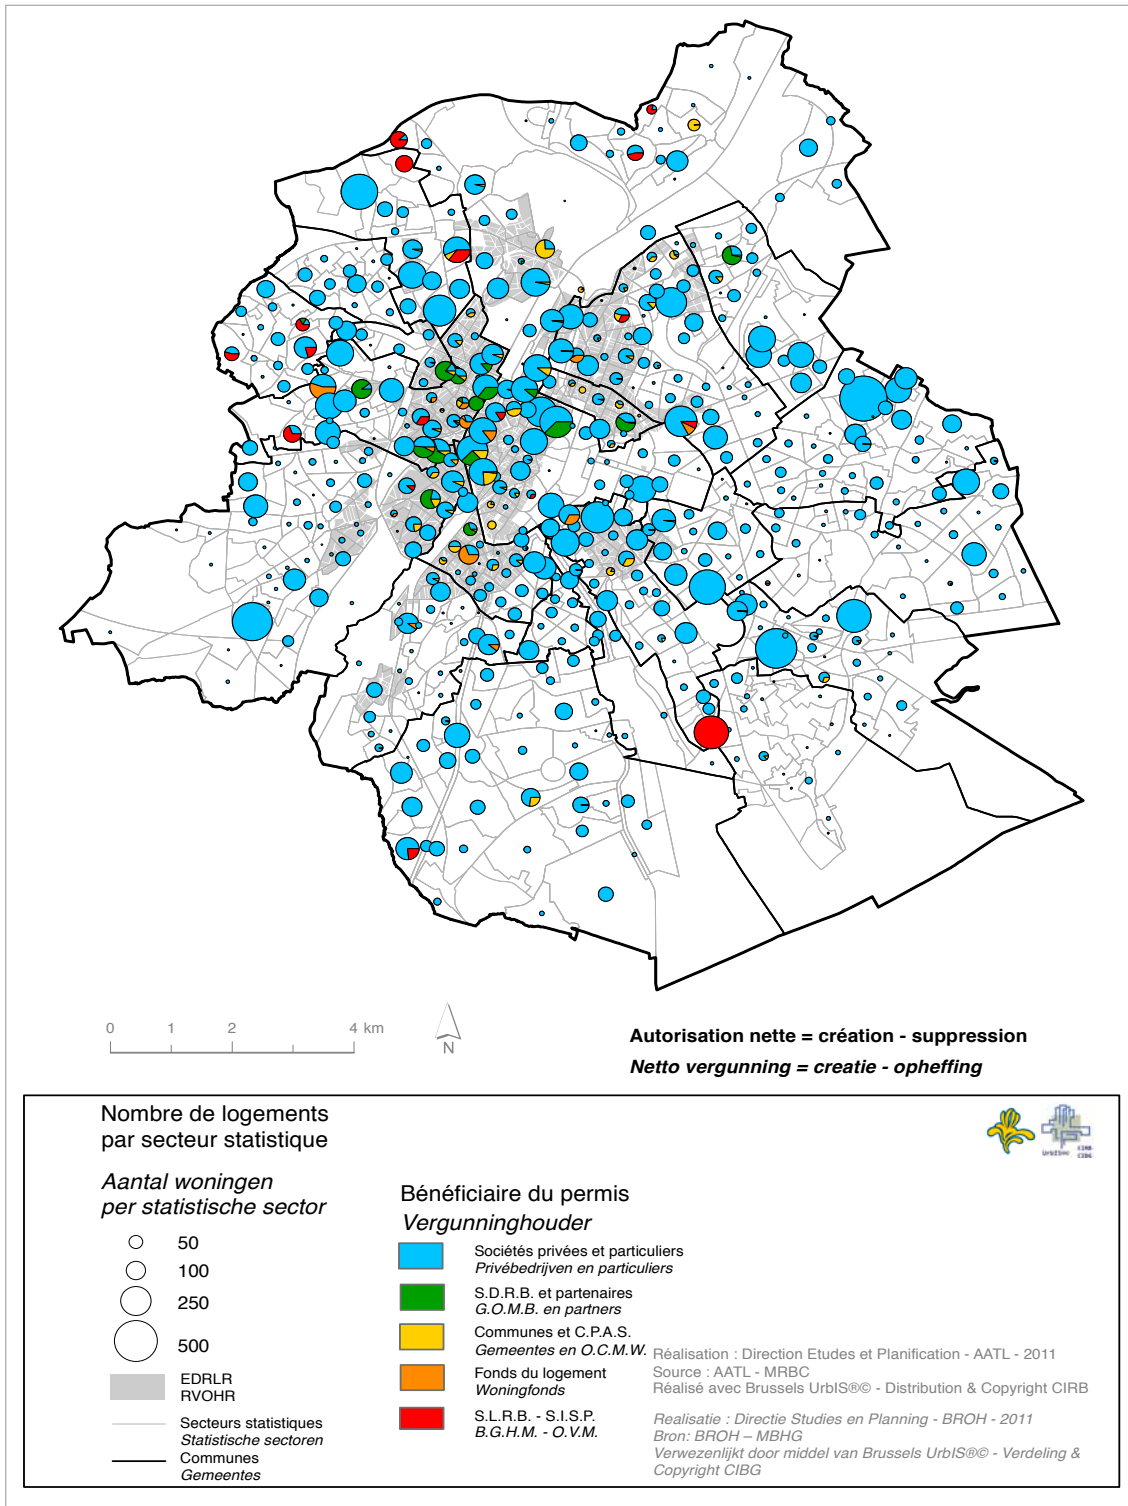 0 1 2 4 km
N
Autorisation nette = création - suppression
Netto vergunning = creatie - opheffing
Nombre de logements
par secteur statistique
Aantal woningen
per statistische sector
50
100
250
500
EDRLR
RVOHR
Secteurs statistiques
Statistische sectoren
Communes
Gemeentes
Bénéficiaire du permis
Vergunninghouder
Sociétés privées et particuliers
Privébedrijven en particuliers
S.D.R.B. et partenaires
G.O.M.B. en partners
Communes et C.P.A.S.
Gemeentes en O.C.M.W.
Fonds du logement
Woningfonds
S.L.R.B. - S.I.S.P.
B.G.H.M. - O.V.M.
UrbIS®© CIRB
CIBG
Réalisation : Direction Etudes et Planification - AATL - 2011
Source : AATL - MRBC
Réalisé avec Brussels UrbIS®© - Distribution & Copyright CIRB
Realisatie : Directie Studies en Planning - BROH - 2011
Bron: BROH – MBHG
Verwezenlijkt door middel van Brussels UrbIS®© - Verdeling &
Copyright CIBG